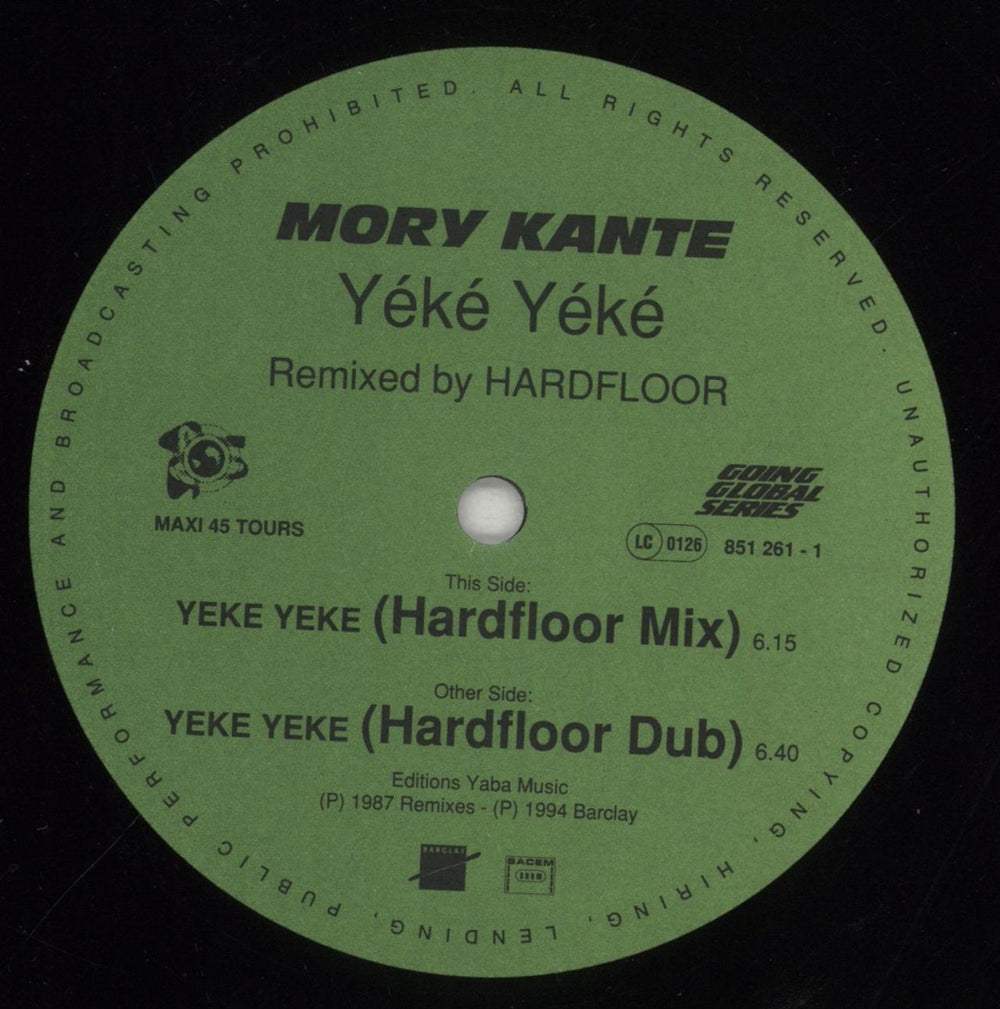 MORY KANTE
Yéké Yéké
Remixed by HARDFLOOR
MAXI 45 TOURS
GOING
GLOBAL
SERIES
LC 0126 851 261 - 1
This Side:
YEKE YEKE (Hardfloor Mix) 6.15
Other Side:
YEKE YEKE (Hardfloor Dub) 6.40
Editions Yaba Music
(P) 1987 Remixes - (P) 1994 Barclay
BARCLAY
SACEM
ALL RIGHTS RESERVED. UNAUTHORIZED COPYING, HIRING, LENDING, PUBLIC PERFORMANCE AND BROADCASTING PROHIBITED.